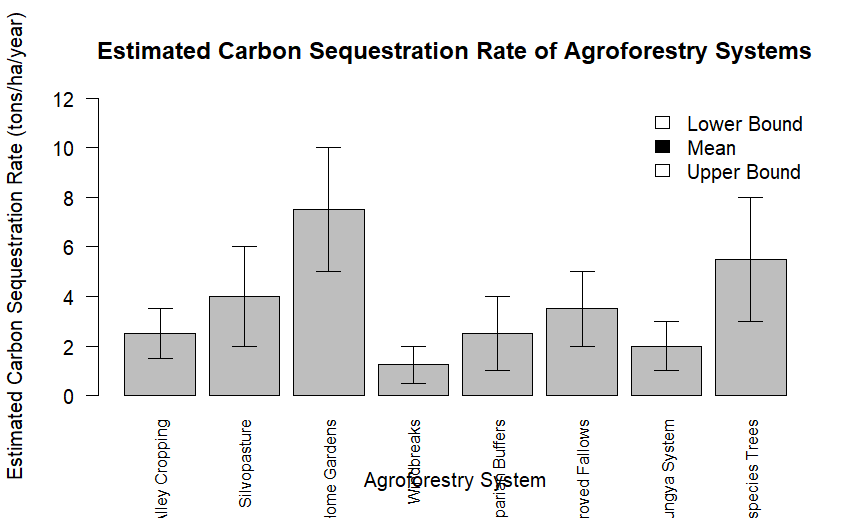 Estimated Carbon Sequestration Rate of Agroforestry Systems
Estimated Carbon Sequestration Rate (tons/ha/year)
12
10
8
6
4
2
0
Lower Bound
Mean
Upper Bound
Alley Cropping
Silvopasture
Home Gardens
Windbreaks
parian Buffers
roved Fallows
ungya System
species Trees
Agroforestry System